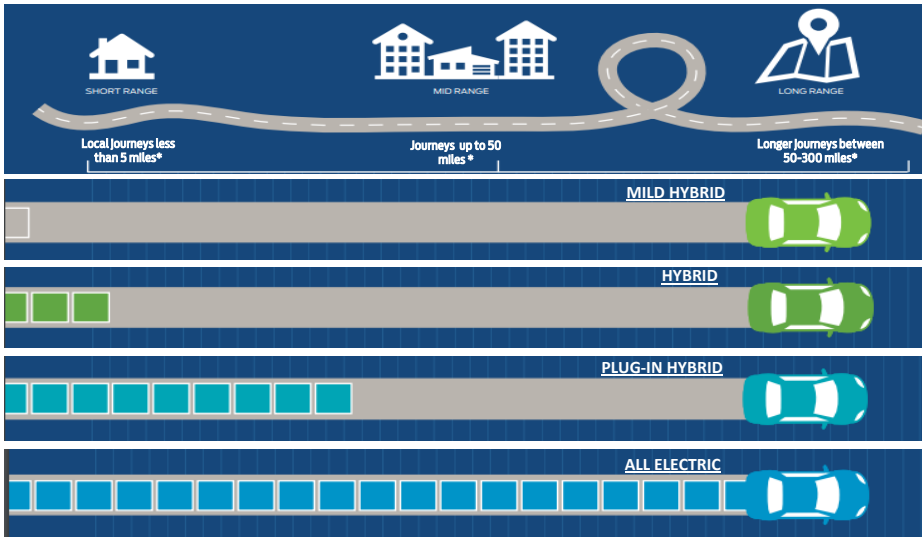 SHORT RANGE
MID RANGE
LONG RANGE
Local journeys less
than 5 miles*
Journeys up to 50
miles *
Longer journeys between
50-300 miles*
MILD HYBRID
HYBRID
PLUG-IN HYBRID
ALL ELECTRIC